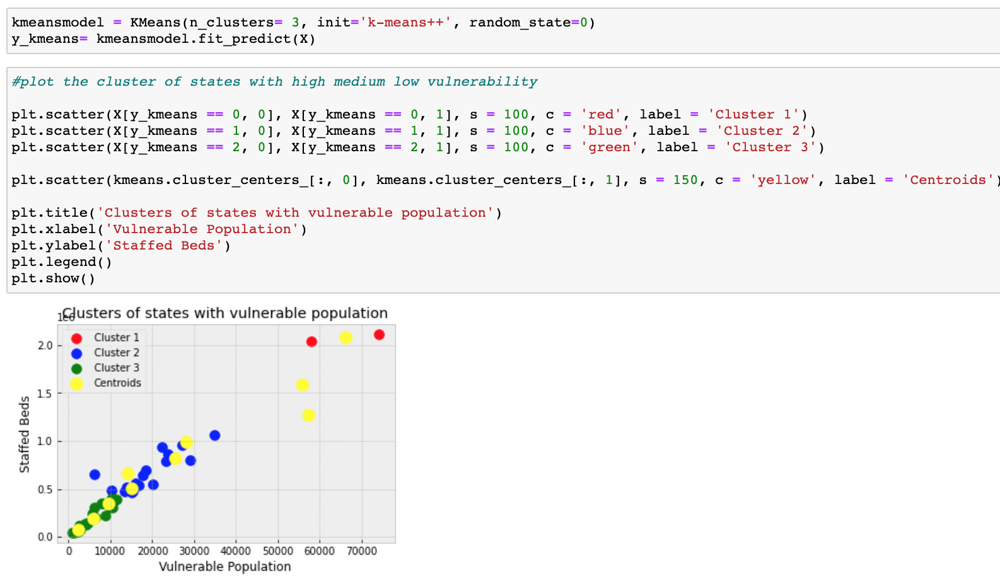 kmeansmodel = KMeans(n_clusters= 3, init='k-means++', random_state=0)
y_kmeans= kmeansmodel.fit_predict(X)
#plot the cluster of states with high medium low vulnerability
plt.scatter(X[y_kmeans == 0, 0], X[y_kmeans == 0, 1], s = 100, c = 'red', label = 'Cluster 1')
plt.scatter(X[y_kmeans == 1, 0], X[y_kmeans == 1, 1], s = 100, c = 'blue', label = 'Cluster 2')
plt.scatter(X[y_kmeans == 2, 0], X[y_kmeans == 2, 1], s = 100, c = 'green', label = 'Cluster 3')
plt.scatter(kmeans.cluster_centers_[:, 0], kmeans.cluster_centers_[:, 1], s = 150, c = 'yellow', label = 'Centroids')
plt.title('Clusters of states with vulnerable population')
plt.xlabel('Vulnerable Population')
plt.ylabel('Staffed Beds')
plt.legend()
plt.show()
Clusters of states with vulnerable population
1e6
Cluster 1
Cluster 2
Cluster 3
Centroids
2.0
1.5
1.0
0.5
0.0
Staffed Beds
0 10000 20000 30000 40000 50000 60000 70000
Vulnerable Population